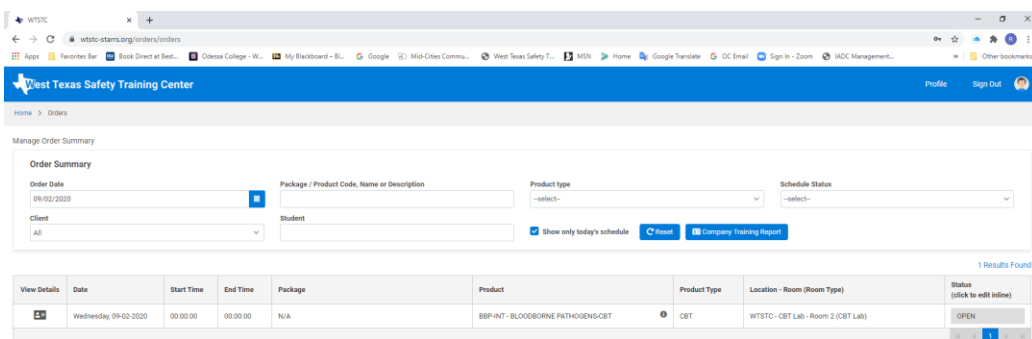 WTSTC
wtstc-stams.org/orders/orders
Apps Favorites Bar Book Direct at Best... Odessa College - W... My Blackboard – Bl... Google Mid-Cities Commu... West Texas Safety T... MSN Home Google Translate OC Email Sign In - Zoom IADC Management... » Other bookmarks
West Texas Safety Training Center Profile Sign Out
Home > Orders
Manage Order Summary
Order Summary
Order Date Package / Product Code, Name or Description Product type Schedule Status
09/02/2020 --select-- --select--
Client Student
All Show only today's schedule Reset Company Training Report
1 Results Found
View Details Date Start Time End Time Package Product Product Type Location - Room (Room Type) Status
(click to edit inline)
Wednesday, 09-02-2020 00:00:00 00:00:00 N/A BBP-INT - BLOODBORNE PATHOGENS-CBT CBT WTSTC - CBT Lab - Room 2 (CBT Lab) OPEN
1